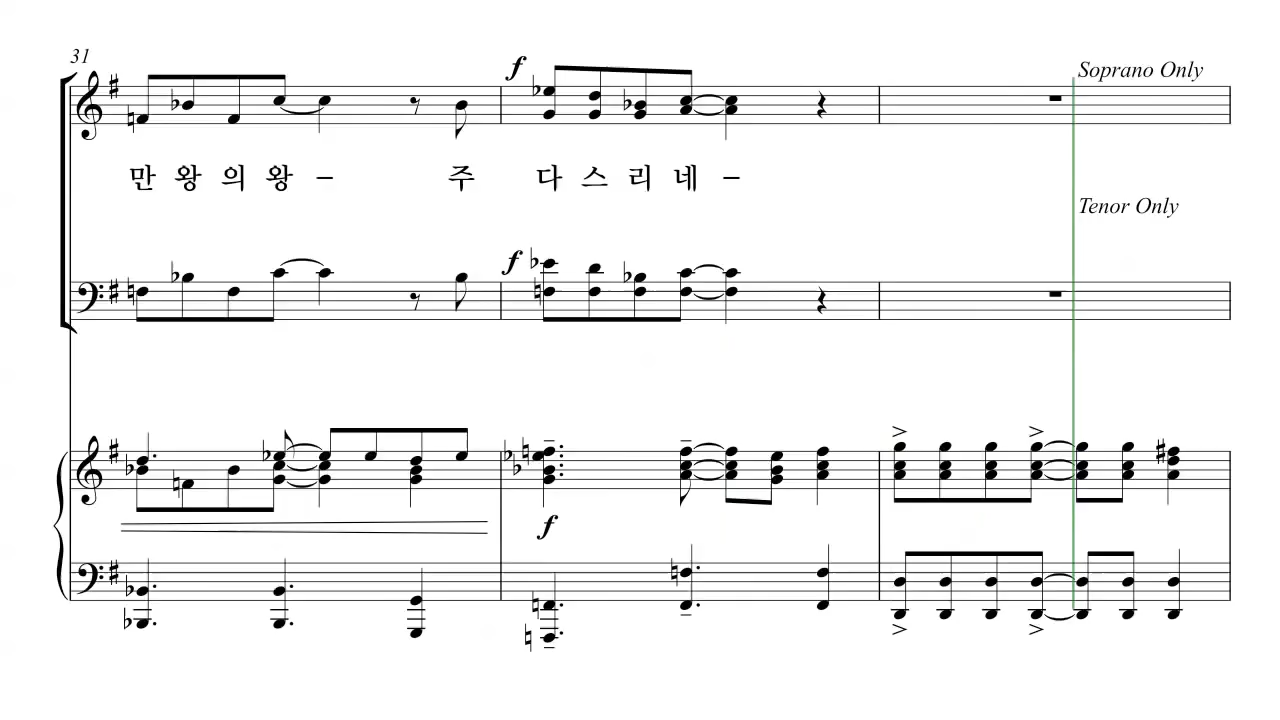 31
f
Soprano Only
만 왕 의 왕 - 주 다 스 리 네 -
Tenor Only
f
f